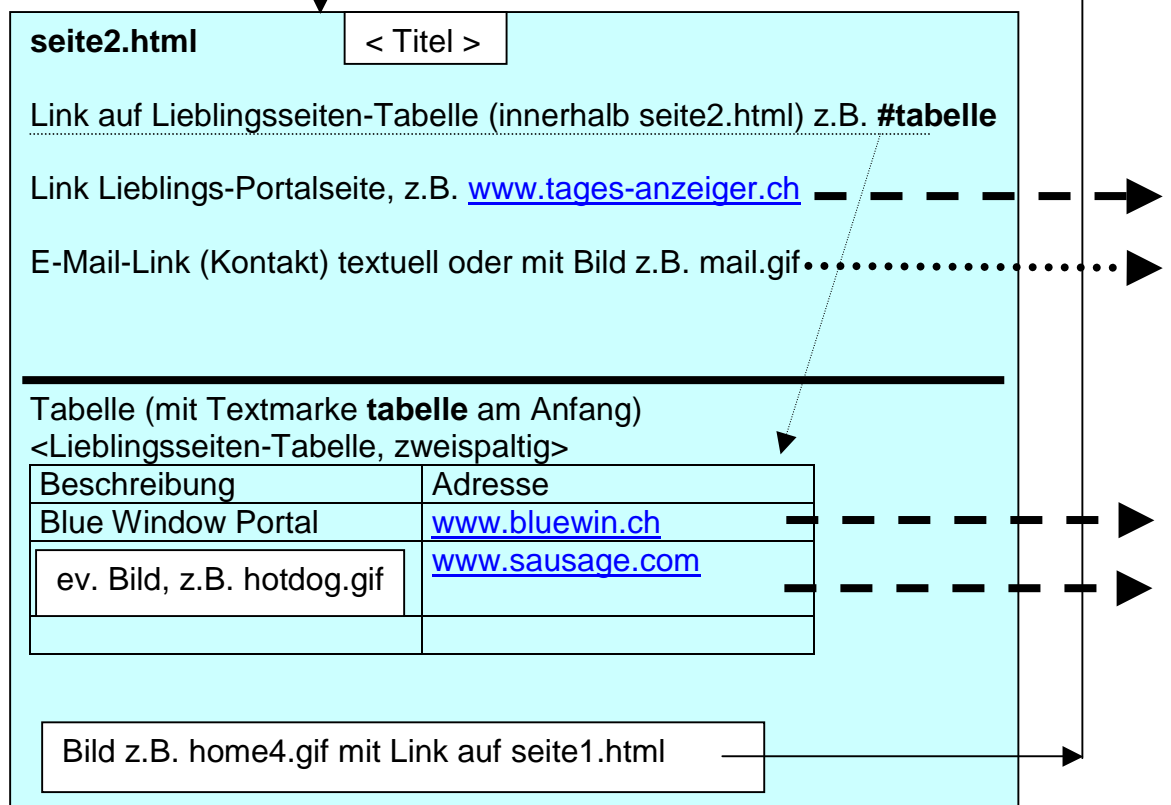 seite2.html
< Titel >
Link auf Lieblingsseiten-Tabelle (innerhalb seite2.html) z.B. #tabelle
Link Lieblings-Portalseite, z.B. www.tages-anzeiger.ch
E-Mail-Link (Kontakt) textuell oder mit Bild z.B. mail.gif
Tabelle (mit Textmarke tabelle am Anfang)
<Lieblingsseiten-Tabelle, zweispaltig>
Beschreibung Adresse
Blue Window Portal www.bluewin.ch
ev. Bild, z.B. hotdog.gif www.sausage.com
Bild z.B. home4.gif mit Link auf seite1.html